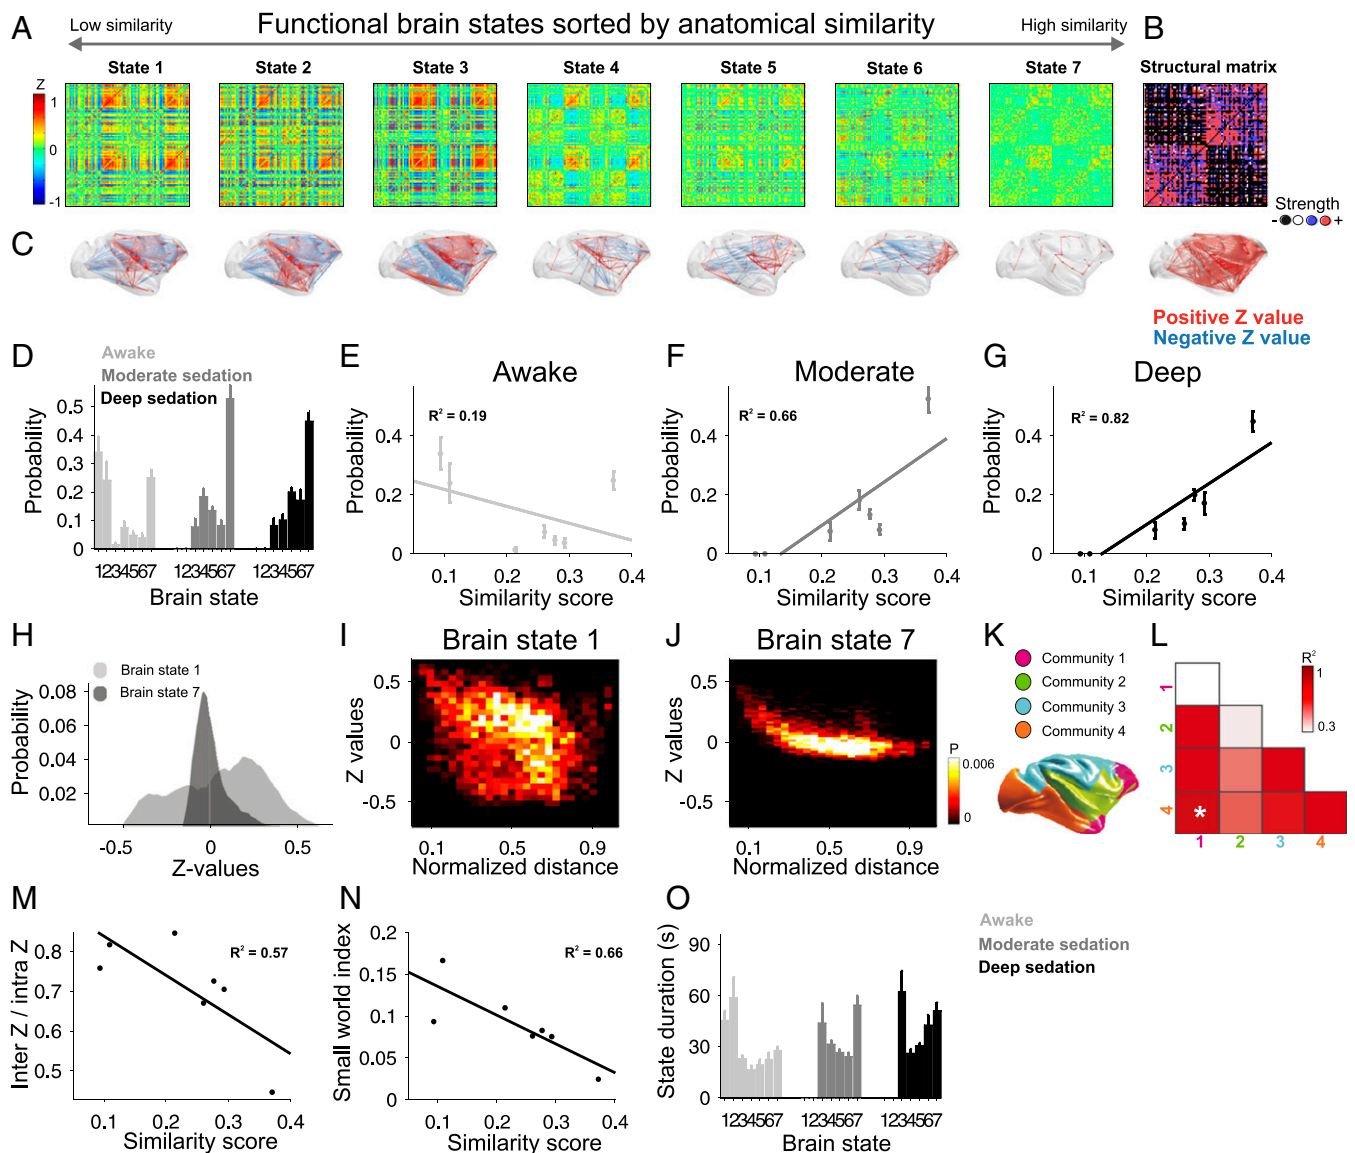 A
Functional brain states sorted by anatomical similarity
Low similarity
High similarity
B
State 1
State 2
State 3
State 4
State 5
State 6
State 7
Structural matrix
Z
1
0
-1
Strength
- +
C
Positive Z value
Negative Z value
D
Awake
Moderate sedation
Deep sedation
Probability
0.5
0.4
0.3
0.2
0.1
0
1234567 1234567 1234567
Brain state
E
Awake
R² = 0.19
Probability
0.4
0.2
0
0.1 0.2 0.3 0.4
Similarity score
F
Moderate
R² = 0.66
Probability
0.4
0.2
0
0.1 0.2 0.3 0.4
Similarity score
G
Deep
R² = 0.82
Probability
0.4
0.2
0
0.1 0.2 0.3 0.4
Similarity score
H
Brain state 1
Brain state 7
Probability
0.08
0.06
0.04
0.02
-0.5 0 0.5
Z-values
I
Brain state 1
Z values
0.5
0
-0.5
0.1 0.5 0.9
Normalized distance
J
Brain state 7
Z values
0.5
0
-0.5
0.1 0.5 0.9
Normalized distance
P
0.006
0
K
Community 1
Community 2
Community 3
Community 4
L
R²
1
0.3
1
2
3
4
*
1 2 3 4
M
R² = 0.57
Inter Z / intra Z
0.8
0.7
0.6
0.5
0.1 0.2 0.3 0.4
Similarity score
N
R² = 0.66
Small world index
0.2
0.15
0.1
0.05
0
0.1 0.2 0.3 0.4
Similarity score
O
State duration (s)
90
60
30
0
1234567 1234567 1234567
Brain state
Awake
Moderate sedation
Deep sedation